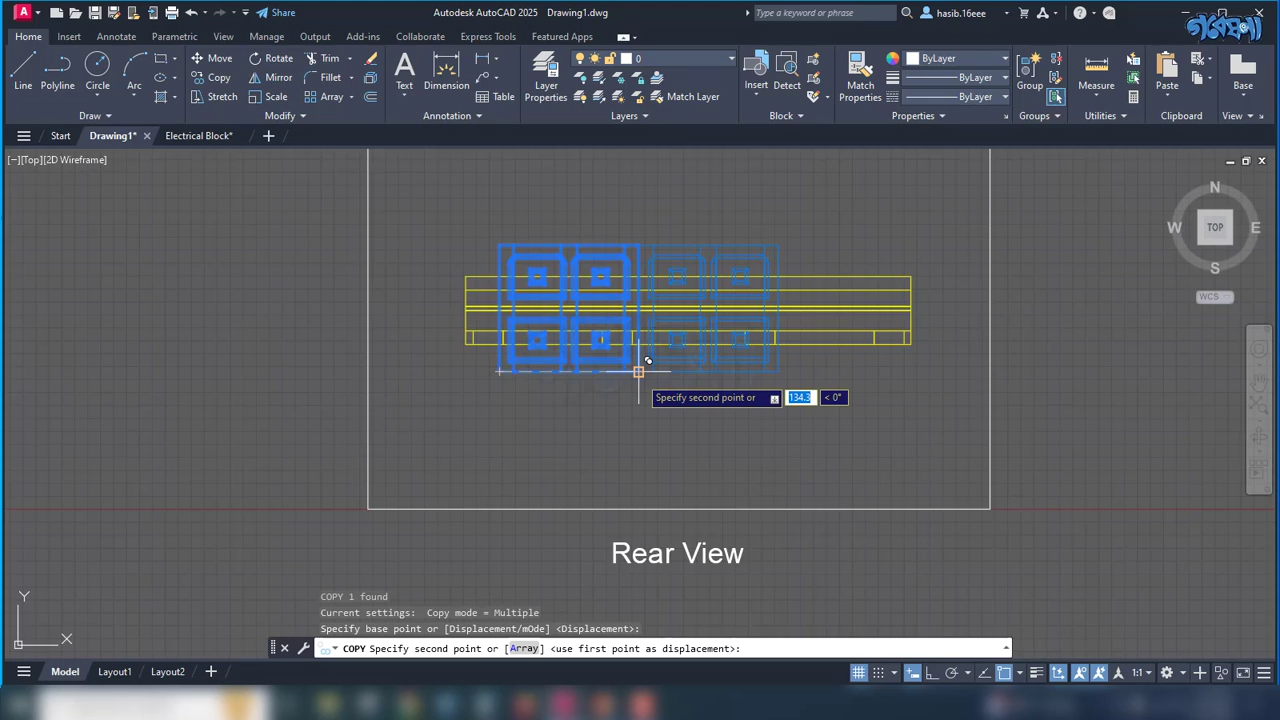 A
Share
Autodesk AutoCAD 2025 Drawing1.dwg
Type a keyword or phrase
hasib.16eee
গবেষণা
Home Insert Annotate Parametric View Manage Output Add-ins Collaborate Express Tools Featured Apps
Line Polyline Circle Arc
Move Rotate Trim
Copy Mirror Fillet
Stretch Scale Array
Text Dimension Table
Layer Properties
0
Match Layer
Insert Detect
Match Properties
ByLayer
ByLayer
ByLayer
Group Measure Paste Base
Draw Modify Annotation Layers Block Properties Groups Utilities Clipboard View
Start Drawing1* Electrical Block*
[−][Top][2D Wireframe]
N
W TOP E
S
WCS
Specify second point or 134.3 < 0°
Rear View
COPY 1 found
Current settings: Copy mode = Multiple
Specify base point or [Displacement/mOde] <Displacement>:
COPY Specify second point or [Array] <use first point as displacement>:
Y
X
Model Layout1 Layout2
1:1